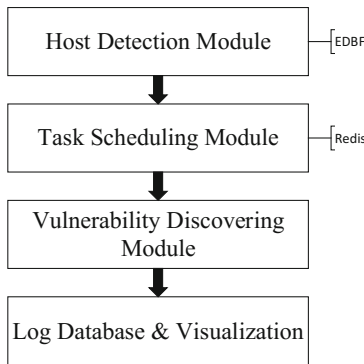 Host Detection Module
EDBF
Task Scheduling Module
Redis
Vulnerability Discovering
Module
Log Database & Visualization